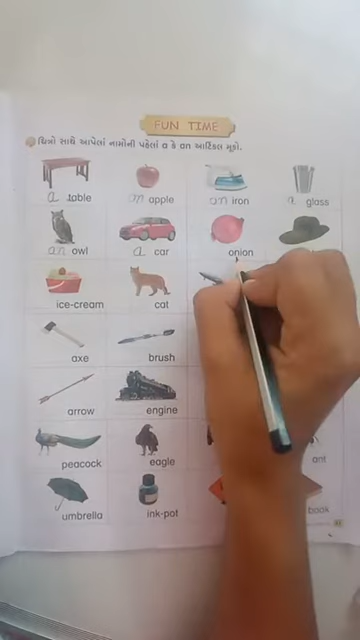 FUN TIME
ચિત્રો સાથે આપેલાં નામોની પહેલાં a કે an આર્ટિકલ મૂકો.
a table an apple an iron a glass
an owl a car onion
ice-cream cat
axe brush
arrow engine
peacock eagle ant
umbrella ink-pot book